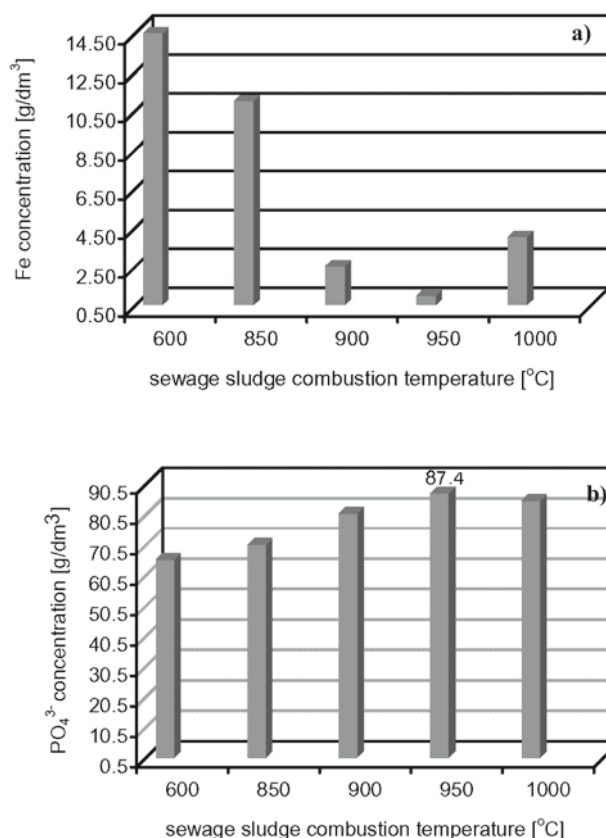 a)
Fe concentration [g/dm³]
14.50
12.50
10.50
8.50
6.50
4.50
2.50
0.50
600 850 900 950 1000
sewage sludge combustion temperature [°C]
b)
87.4
PO₄³⁻ concentration [g/dm³]
90.5
80.5
70.5
60.5
50.5
40.5
30.5
20.5
10.5
0.5
600 850 900 950 1000
sewage sludge combustion temperature [°C]